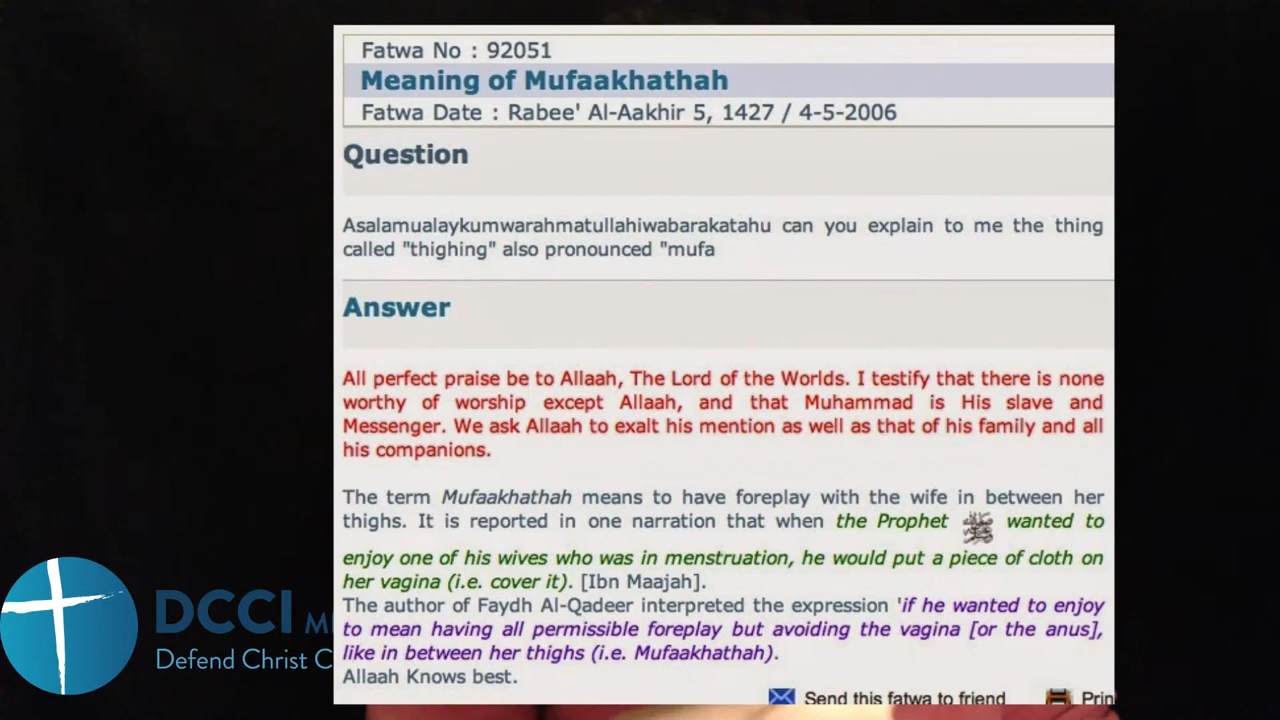 Fatwa No : 92051
Meaning of Mufaakhathah
Fatwa Date : Rabee' Al-Aakhir 5, 1427 / 4-5-2006
Question
Asalamualaykumwarahmatullahiwabarakatahu can you explain to me the thing
called "thighing" also pronounced "mufa
Answer
All perfect praise be to Allaah, The Lord of the Worlds. I testify that there is none
worthy of worship except Allaah, and that Muhammad is His slave and
Messenger. We ask Allaah to exalt his mention as well as that of his family and all
his companions.
The term Mufaakhathah means to have foreplay with the wife in between her
thighs. It is reported in one narration that when the Prophet wanted to
enjoy one of his wives who was in menstruation, he would put a piece of cloth on
her vagina (i.e. cover it). [Ibn Maajah].
The author of Faydh Al-Qadeer interpreted the expression 'if he wanted to enjoy
to mean having all permissible foreplay but avoiding the vagina [or the anus],
like in between her thighs (i.e. Mufaakhathah).
Allaah Knows best.
Send this fatwa to friend Prin
DCCI M
Defend Christ C